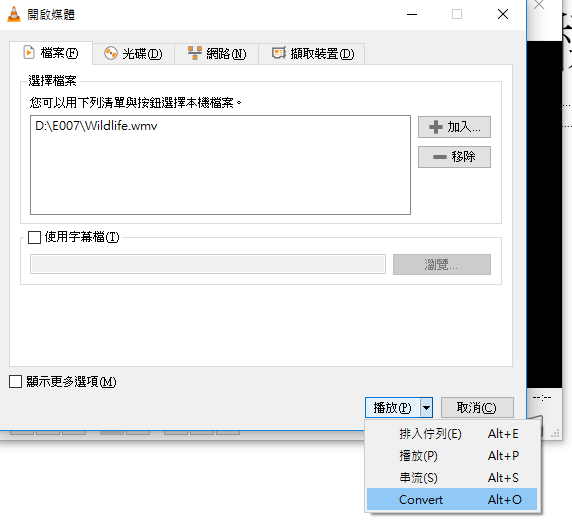 開啟媒體
檔案(F)
光碟(D)
網路(N)
擷取裝置(D)
選擇檔案
您可以用下列清單與按鈕選擇本機檔案。
D:\E007\Wildlife.wmv
加入...
移除
使用字幕檔(T)
瀏覽...
顯示更多選項(M)
--:--
播放(P)
取消(C)
排入佇列(E) Alt+E
播放(P) Alt+P
串流(S) Alt+S
Convert Alt+O